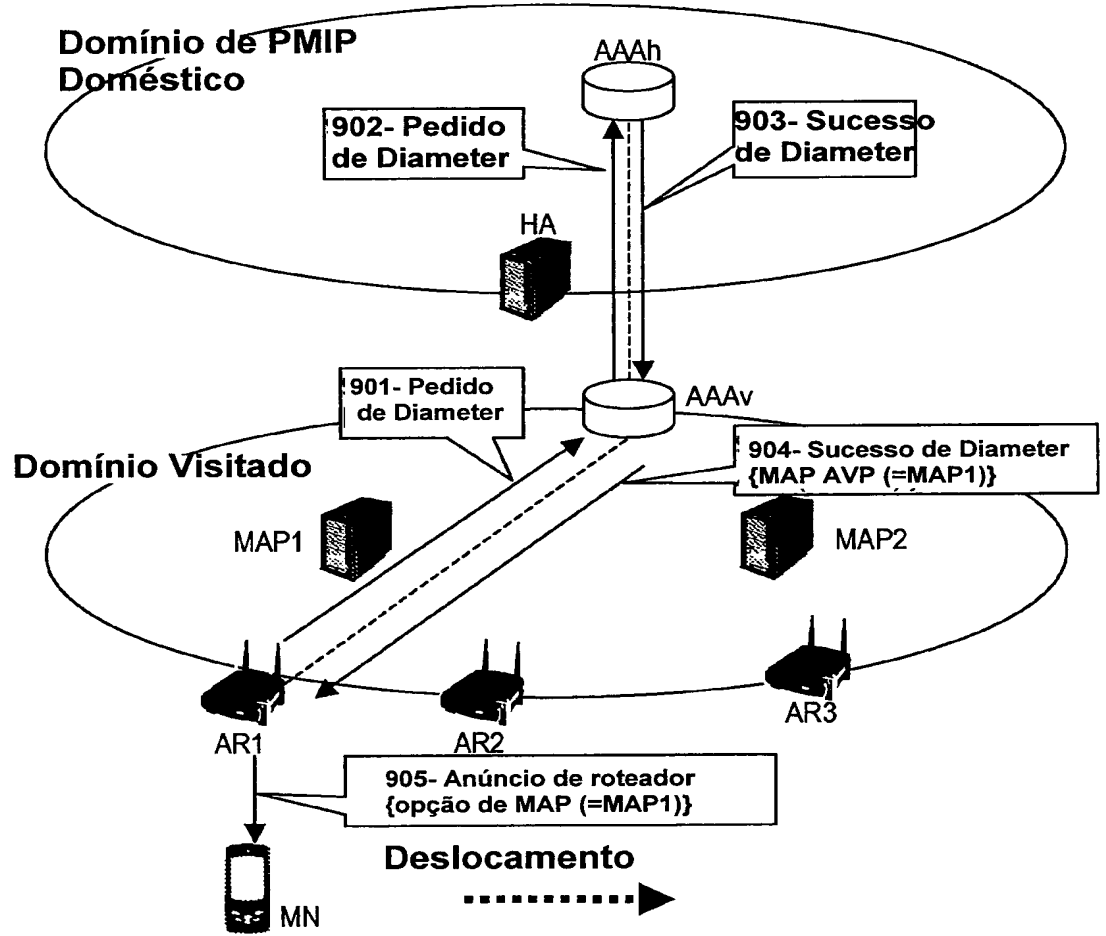 Domínio de PMIP
Doméstico
AAAh
902- Pedido
de Diameter
903- Sucesso
de Diameter
HA
901- Pedido
de Diameter
AAAv
Domínio Visitado
904- Sucesso de Diameter
{MAP AVP (=MAP1)}
MAP1
MAP2
AR1
AR2
AR3
905- Anúncio de roteador
{opção de MAP (=MAP1)}
Deslocamento
MN